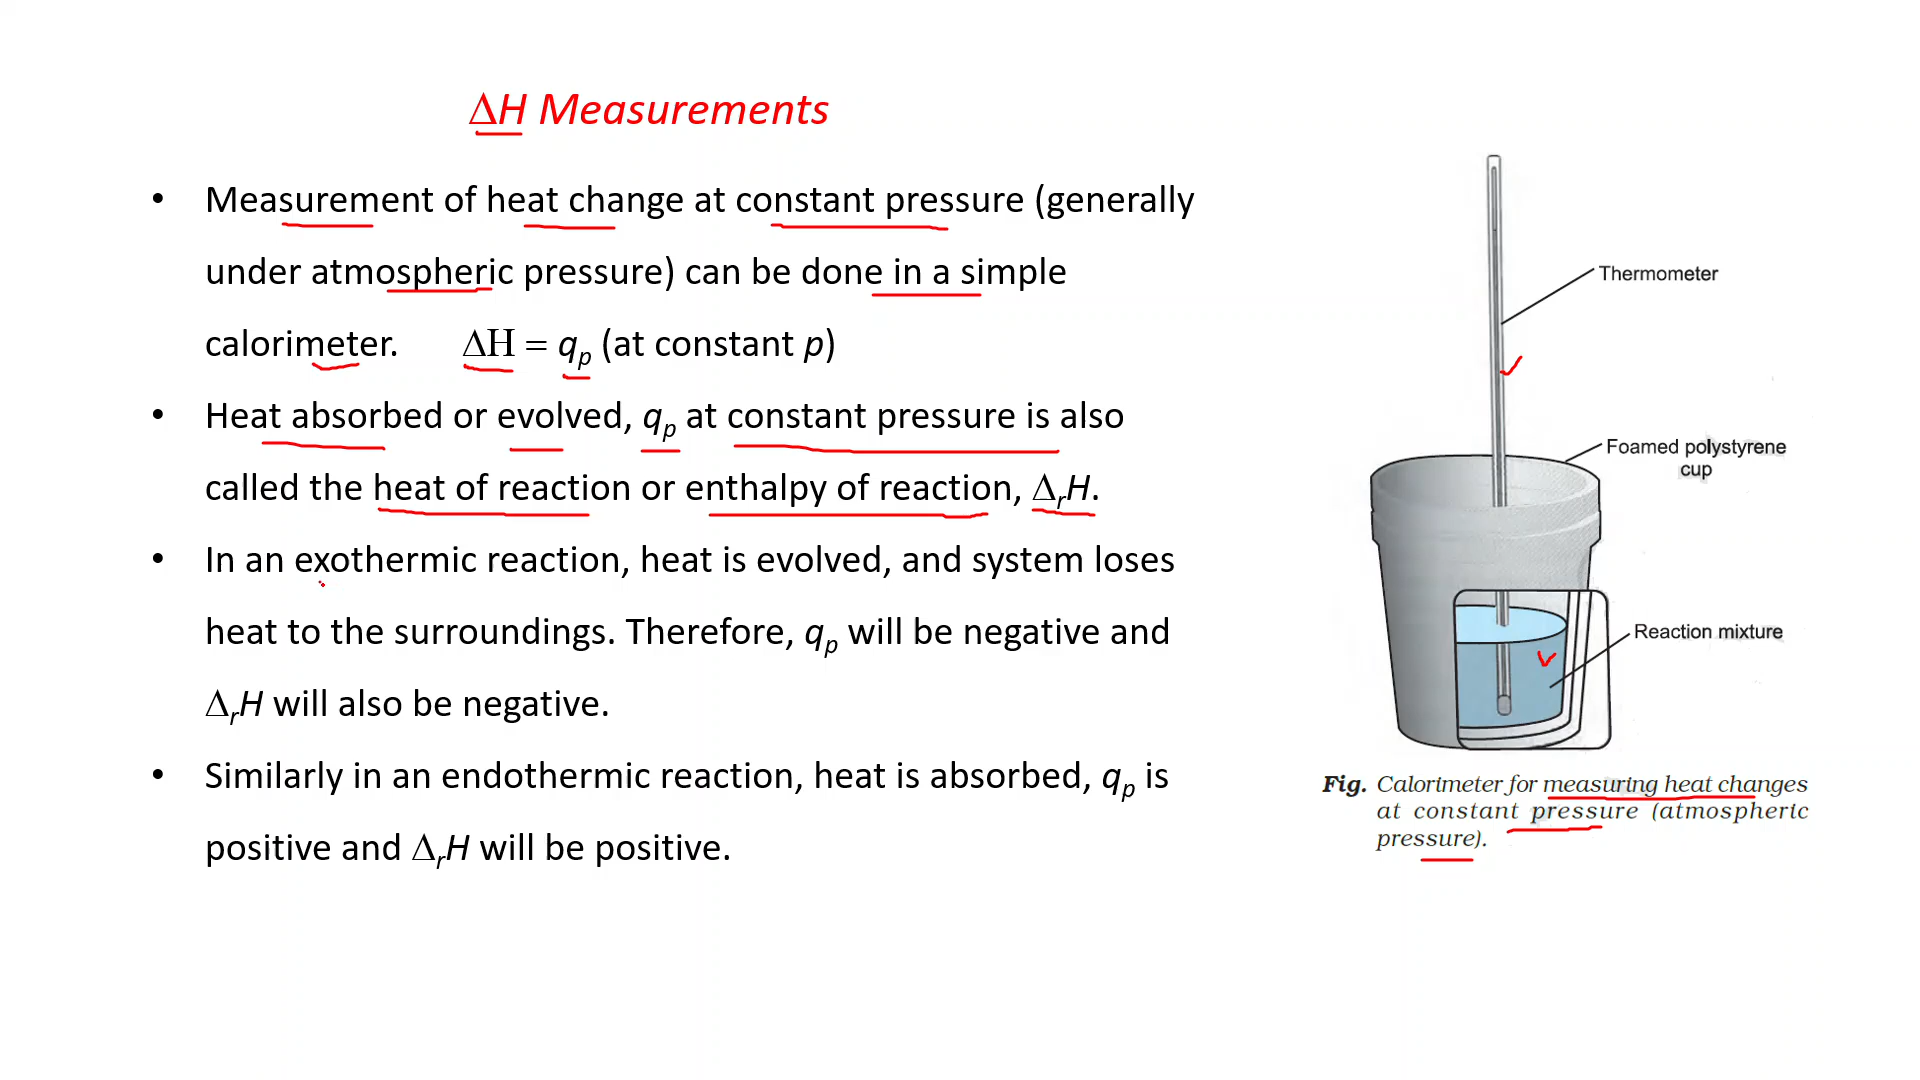 ΔH Measurements
• Measurement of heat change at constant pressure (generally
under atmospheric pressure) can be done in a simple
calorimeter. ΔH = qp (at constant p)
• Heat absorbed or evolved, qp at constant pressure is also
called the heat of reaction or enthalpy of reaction, ΔrH.
• In an exothermic reaction, heat is evolved, and system loses
heat to the surroundings. Therefore, qp will be negative and
ΔrH will also be negative.
• Similarly in an endothermic reaction, heat is absorbed, qp is
positive and ΔrH will be positive.
Thermometer
Foamed polystyrene
cup
Reaction mixture
Fig. Calorimeter for measuring heat changes
at constant pressure (atmospheric
pressure).